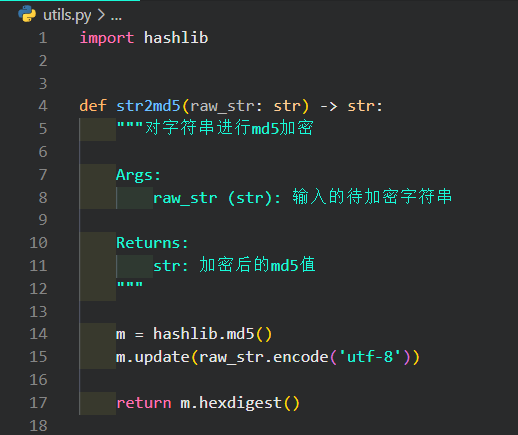 utils.py > ...
1 import hashlib
2
3
4 def str2md5(raw_str: str) -> str:
5     """对字符串进行md5加密
6
7     Args:
8         raw_str (str): 输入的待加密字符串
9
10     Returns:
11         str: 加密后的md5值
12     """
13
14     m = hashlib.md5()
15     m.update(raw_str.encode('utf-8'))
16
17     return m.hexdigest()
18